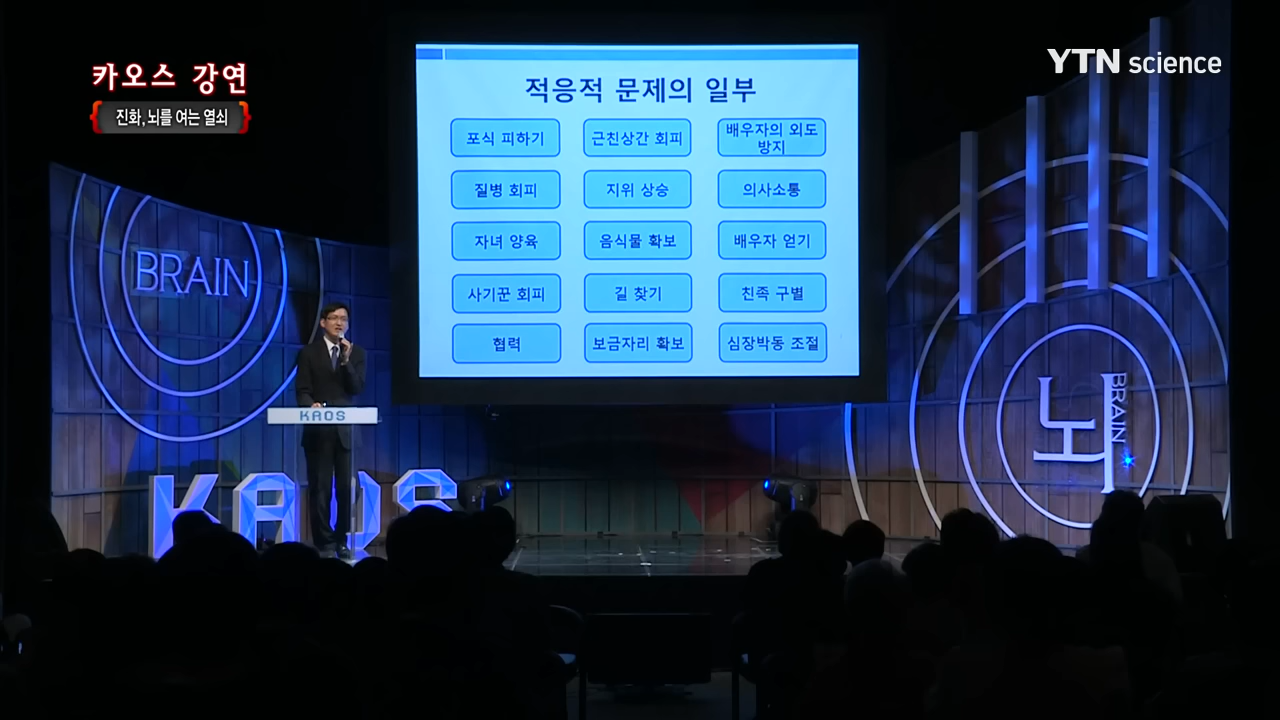 카오스 강연
진화, 뇌를 여는 열쇠
YTN science
적응적 문제의 일부
포식 피하기
근친상간 회피
배우자의 외도
방지
질병 회피
지위 상승
의사소통
자녀 양육
음식물 확보
배우자 얻기
사기꾼 회피
길 찾기
친족 구별
협력
보금자리 확보
심장박동 조절
BRAIN
KAOS
KAOS
뇌
BRAIN